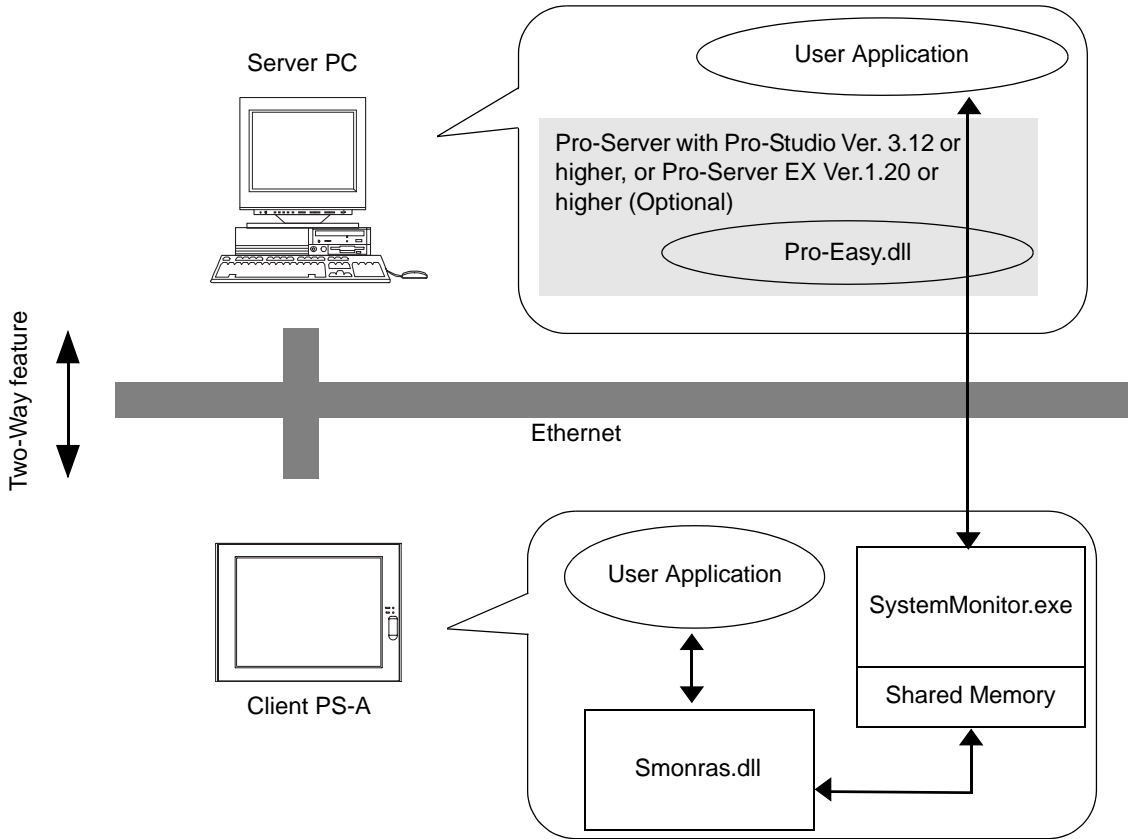 Server PC
User Application
Pro-Server with Pro-Studio Ver. 3.12 or
higher, or Pro-Server EX Ver.1.20 or
higher (Optional)
Pro-Easy.dll
Two-Way feature
Ethernet
Client PS-A
User Application
SystemMonitor.exe
Shared Memory
Smonras.dll